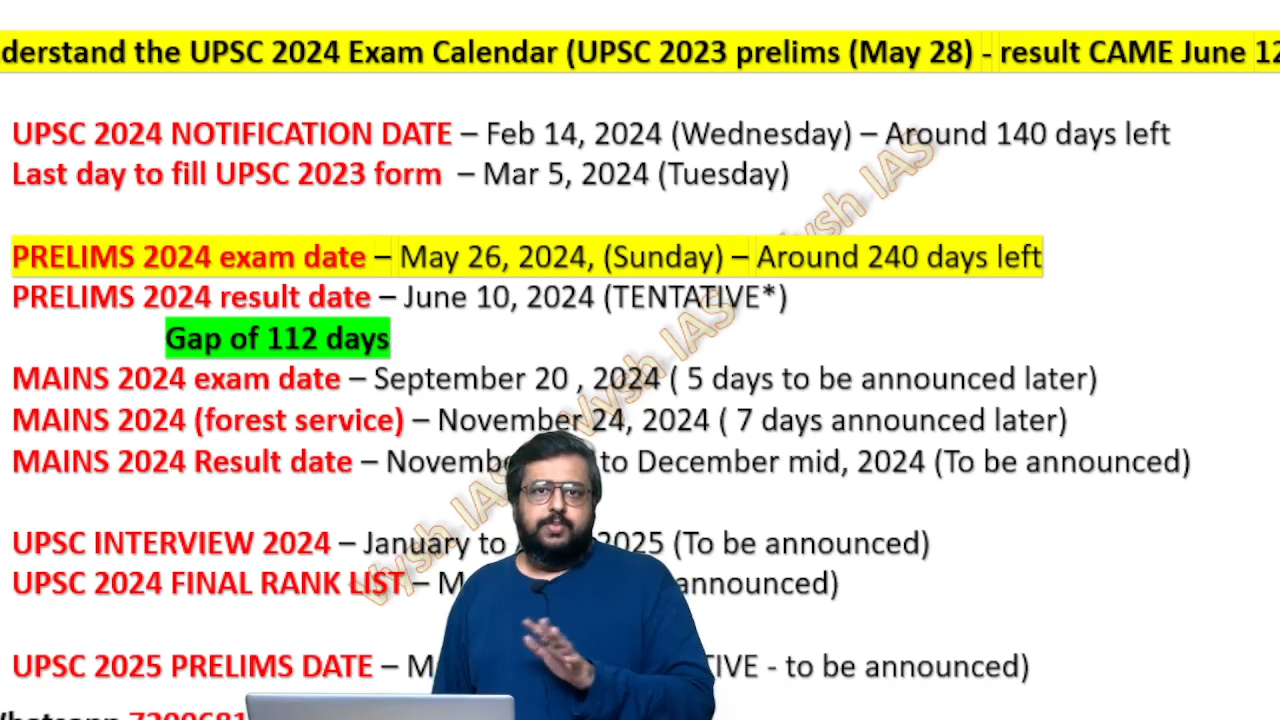 derstand the UPSC 2024 Exam Calendar (UPSC 2023 prelims (May 28) - result CAME June 12
UPSC 2024 NOTIFICATION DATE – Feb 14, 2024 (Wednesday) – Around 140 days left
Last day to fill UPSC 2023 form – Mar 5, 2024 (Tuesday)
PRELIMS 2024 exam date – May 26, 2024, (Sunday) – Around 240 days left
PRELIMS 2024 result date – June 10, 2024 (TENTATIVE*)
Gap of 112 days
MAINS 2024 exam date – September 20 , 2024 ( 5 days to be announced later)
MAINS 2024 (forest service) – November 24, 2024 ( 7 days announced later)
MAINS 2024 Result date – to December mid, 2024 (To be announced)
UPSC INTERVIEW 2024 – January to 2025 (To be announced)
UPSC 2024 FINAL RANK LIST – announced)
UPSC 2025 PRELIMS DATE – - to be announced)
Vysh IAS Vysh IAS Vysh IAS